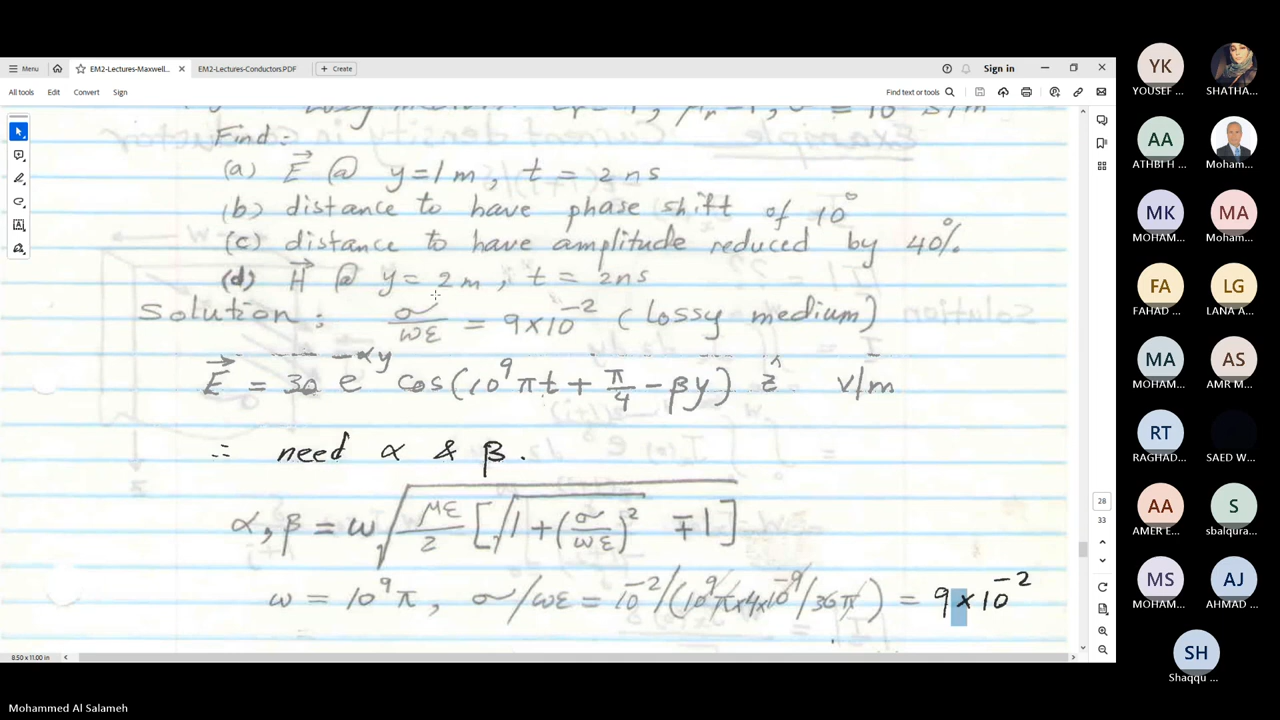 Menu
EM2-Lectures-Maxwell...
EM2-Lectures-Conductors.PDF
+ Create
Sign in
All tools Edit Convert Sign
Find text or tools
Find:
(a) E⃗ @ y=1m, t = 2 ns
(b) distance to have phase shift of 10°
(c) distance to have amplitude reduced by 40%
(d) H⃗ @ y= 2m, t = 2ns
Solution: σ/ωε = 9×10⁻² (lossy medium)
E⃗ = 30 e^(-αy) cos(10⁹πt + π/4 - βy) ẑ V/m
∴ need α & β.
α, β = ω√(με/2 [√(1+(σ/ωε)²) ∓1])
ω = 10⁹π, σ/ωε = 10⁻²/(10⁹π×4×10⁻⁹/36π) = 9×10⁻²
28
33
8.50 x 11.00 in
YK
YOUSEF ...
SHATHA...
AA
ATHBI H ...
Moham...
MK
MOHAM...
MA
Moham...
FA
FAHAD ...
LG
LANA A...
MA
MOHAM...
AS
AMR M...
RT
RAGHAD...
SAED W...
AA
AMER E...
S
sbalqura...
MS
MOHAM...
AJ
AHMAD ...
SH
Shaqqu ...
Mohammed Al Salameh